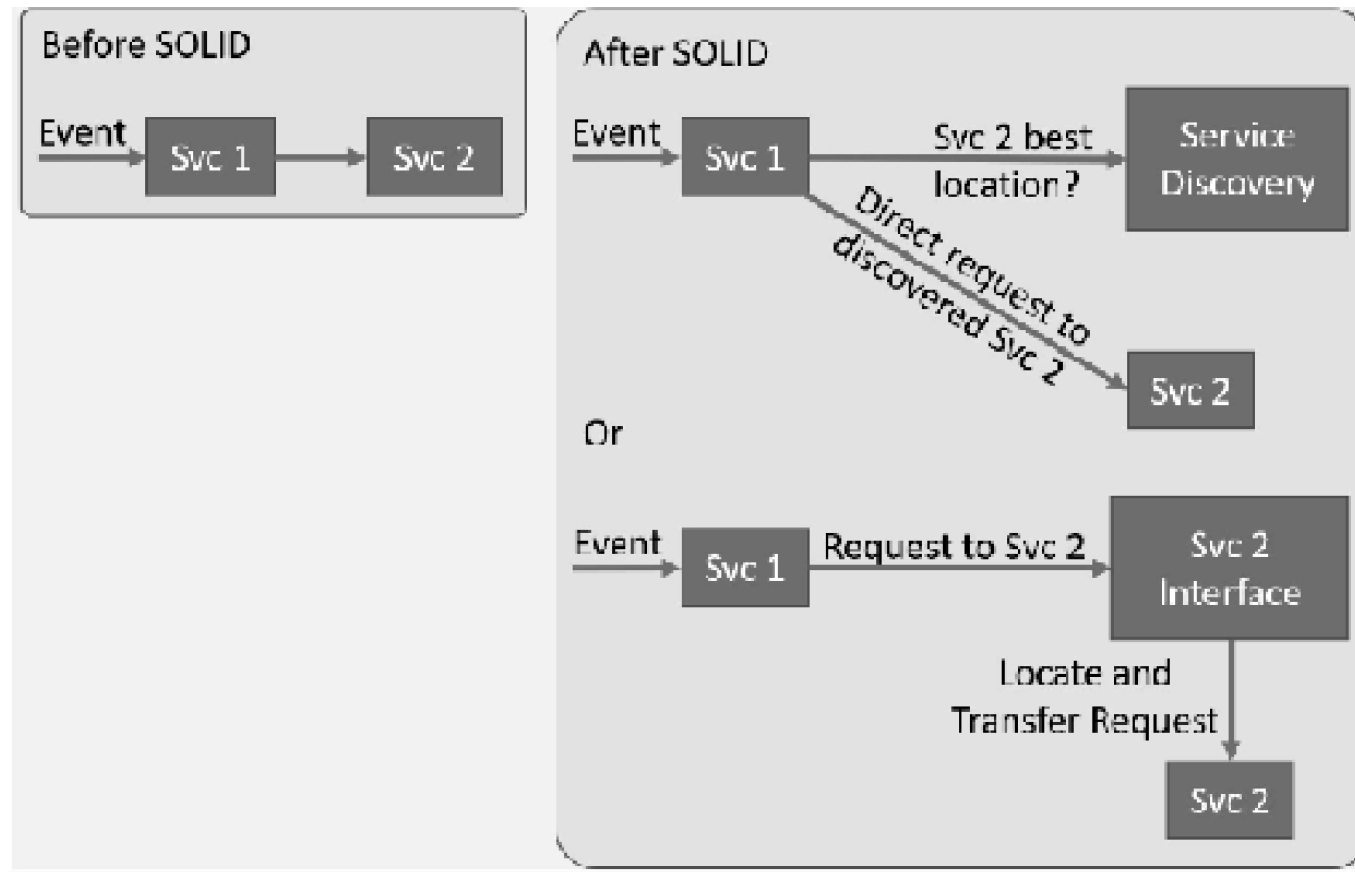 Before SOLID
Event
Svc 1
Svc 2
After SOLID
Event
Svc 1
Svc 2 best
location?
Service
Discovery
Direct request to
discovered Svc 2
Svc 2
Or
Event
Svc 1
Request to Svc 2
Svc 2
Interface
Locate and
Transfer Request
Svc 2